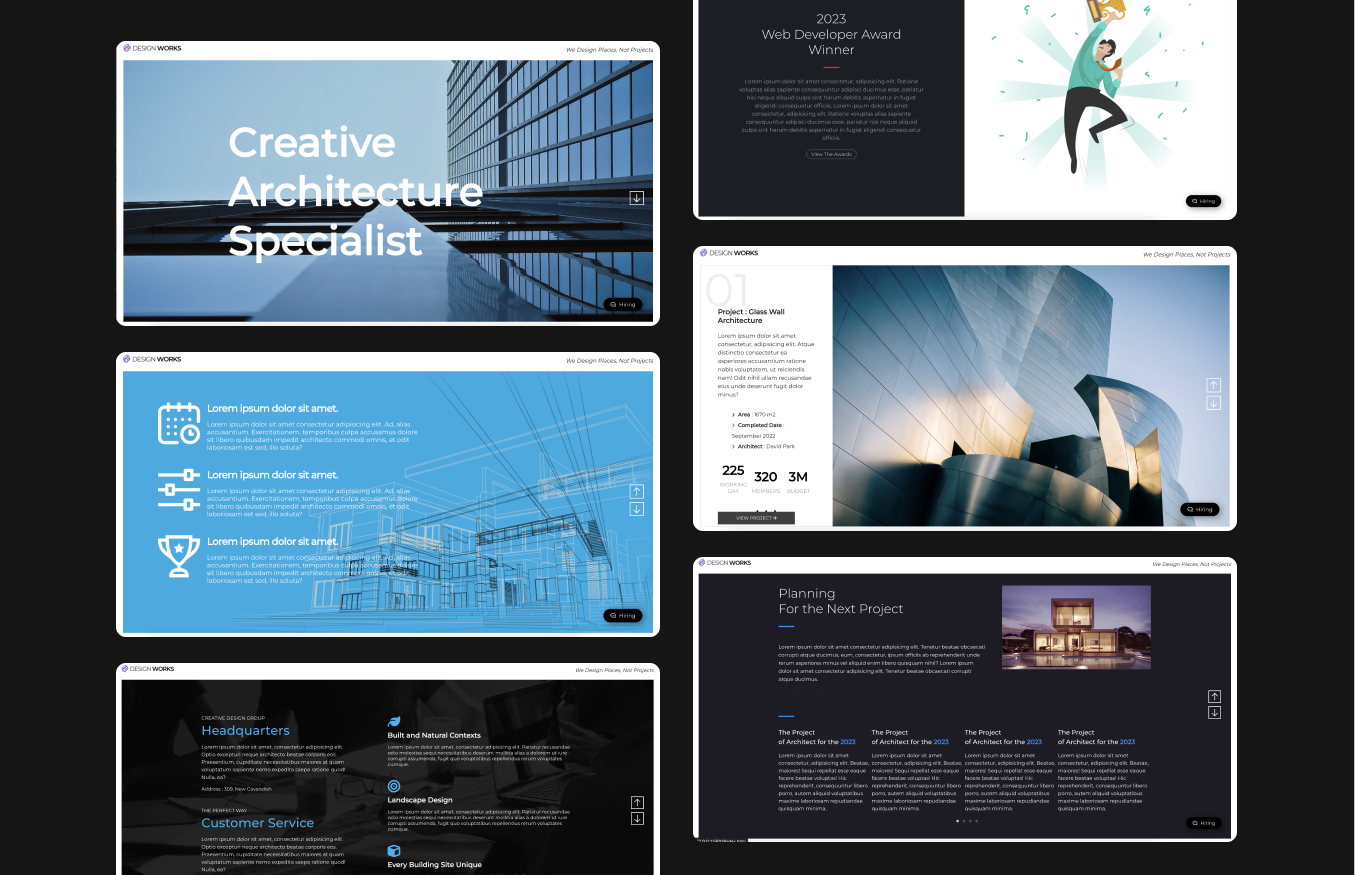 DESIGN WORKS
We Design Places, Not Projects
Creative
Architecture
Specialist
Hiring
DESIGN WORKS
We Design Places, Not Projects
Lorem ipsum dolor sit amet.
Lorem ipsum dolor sit amet consectetur adipisicing elit. Ad, alias
accusamus. Exercitationem, temporibus culpa accusamus dolore
sit libero quibusdam impedit architecto commodi omnis, et odit
laboriosam est sed, illo soluta?
Lorem ipsum dolor sit amet.
Lorem ipsum dolor sit amet consectetur adipisicing elit. Ad, alias
accusamus. Exercitationem, temporibus culpa accusamus dolore
sit libero quibusdam impedit architecto commodi omnis, et odit
laboriosam est sed, illo soluta?
Lorem ipsum dolor sit amet.
Lorem ipsum dolor sit amet consectetur adipisicing elit. Ad, alias
accusamus. Exercitationem, temporibus culpa accusamus dolore
sit libero quibusdam impedit architecto commodi omnis, et odit
laboriosam est sed, illo soluta?
Hiring
DESIGN WORKS
We Design Places, Not Projects
CREATIVE DESIGN GROUP
Headquarters
Lorem ipsum dolor sit amet, consectetur adipisicing elit.
Optio excepturi neque architecto beatae corporis eos.
Praesentium, cupiditate necessitatibus maiores at quam
voluptatem sapiente nemo expedita saepe ratione quod!
Nulla, ea?
Address : 309, New Cavendish
THE PERFECT WAY
Customer Service
Lorem ipsum dolor sit amet, consectetur adipisicing elit.
Optio excepturi neque architecto beatae corporis eos.
Praesentium, cupiditate necessitatibus maiores at quam
voluptatem sapiente nemo expedita saepe ratione quod!
Nulla, ea?
Built and Natural Contexts
Lorem ipsum dolor sit amet, consectetur adipisicing elit. Pariatur recusandae
odio molestias sequi necessitatibus deserunt mollitia alias a dolorem ut iure
corrupti assumenda, fugit quo voluptatibus repellendus rerum voluptatem
cumque.
Landscape Design
Lorem ipsum dolor sit amet, consectetur adipisicing elit. Pariatur recusandae
odio molestias sequi necessitatibus deserunt mollitia alias a dolorem ut iure
corrupti assumenda, fugit quo voluptatibus repellendus rerum voluptatem
cumque.
Every Building Site Unique
2023
Web Developer Award
Winner
Lorem ipsum dolor sit amet consectetur, adipisicing elit. Ratione
voluptas alias sapiente consequuntur adipisci ducimus esse, pariatur
nisi neque aliquid culpa sint harum debitis aspernatur in fugiat
eligendi consequatur officiis. Lorem ipsum dolor sit amet
consectetur, adipisicing elit. Ratione voluptas alias sapiente
consequuntur adipisci ducimus esse, pariatur nisi neque aliquid
culpa sint harum debitis aspernatur in fugiat eligendi consequatur
officiis.
View The Awards
Hiring
DESIGN WORKS
We Design Places, Not Projects
01
Project : Glass Wall
Architecture
Lorem ipsum dolor sit amet
consectetur, adipisicing elit. Atque
distinctio consectetur ea
asperiores accusantium ratione
nobis voluptatem, ut reiciendis
nam! Odit nihil ullam recusandae
eius unde deserunt fugit dolor
minus?
Area : 1670 m2
Completed Date :
September 2022
Architect : David Park
225 320 3M
WORKING DAY MEMBERS BUDGET
VIEW PROJECT
Hiring
DESIGN WORKS
We Design Places, Not Projects
Planning
For the Next Project
Lorem ipsum dolor sit amet consectetur adipisicing elit. Tenetur beatae obcaecati
corrupti atque ducimus, eum, consectetur, ipsum officiis ab reprehenderit unde
rerum asperiores minus vel aliquid enim libero quisquam nihil? Lorem ipsum
dolor sit amet consectetur adipisicing elit. Tenetur beatae obcaecati corrupti
atque ducimus.
The Project
of Architect for the 2023
Lorem ipsum dolor sit amet
consectetur, adipisicing elit. Beatae,
maiores! Sequi repellat esse eaque
facere beatae voluptas! Hic
reprehenderit, consequuntur libero
porro, autem aliquid voluptatibus
maxime laboriosam repudiandae
quisquam minima.
The Project
of Architect for the 2023
Lorem ipsum dolor sit amet
consectetur, adipisicing elit. Beatae,
maiores! Sequi repellat esse eaque
facere beatae voluptas! Hic
reprehenderit, consequuntur libero
porro, autem aliquid voluptatibus
maxime laboriosam repudiandae
quisquam minima.
The Project
of Architect for the 2023
Lorem ipsum dolor sit amet
consectetur, adipisicing elit. Beatae,
maiores! Sequi repellat esse eaque
facere beatae voluptas! Hic
reprehenderit, consequuntur libero
porro, autem aliquid voluptatibus
maxime laboriosam repudiandae
quisquam minima.
The Project
of Architect for the 2023
Lorem ipsum dolor sit amet
consectetur, adipisicing elit. Beatae,
maiores! Sequi repellat esse eaque
facere beatae voluptas! Hic
reprehenderit, consequuntur libero
porro, autem aliquid voluptatibus
maxime laboriosam repudiandae
quisquam minima.
Hiring